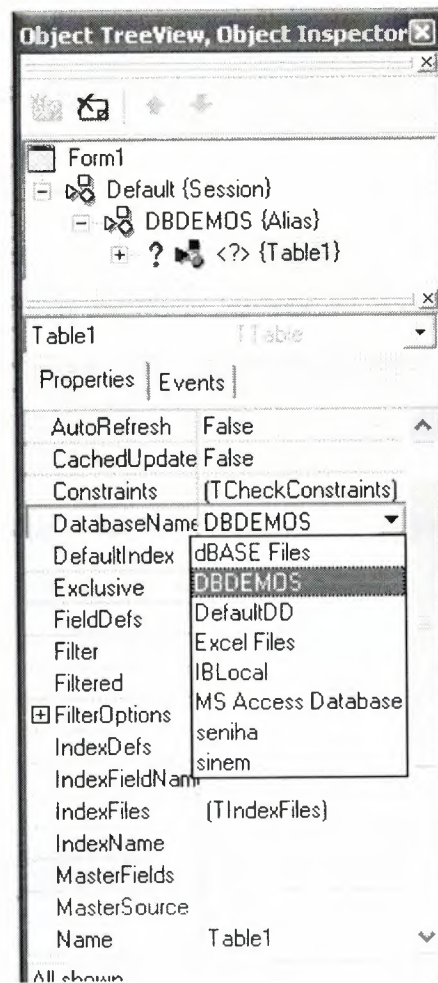 Object TreeView, Object Inspector
Form1
Default {Session}
DBDEMOS {Alias}
? <?> {Table1}
Table1 TTable
Properties Events
AutoRefresh False
CachedUpdate False
Constraints (TCheckConstraints)
DatabaseName DBDEMOS
DefaultIndex
Exclusive
FieldDefs
Filter
Filtered
FilterOptions
IndexDefs
IndexFieldNam
IndexFiles (TIndexFiles)
IndexName
MasterFields
MasterSource
Name Table1
dBASE Files
DBDEMOS
DefaultDD
Excel Files
IBLocal
MS Access Database
seniha
sinem
All shown